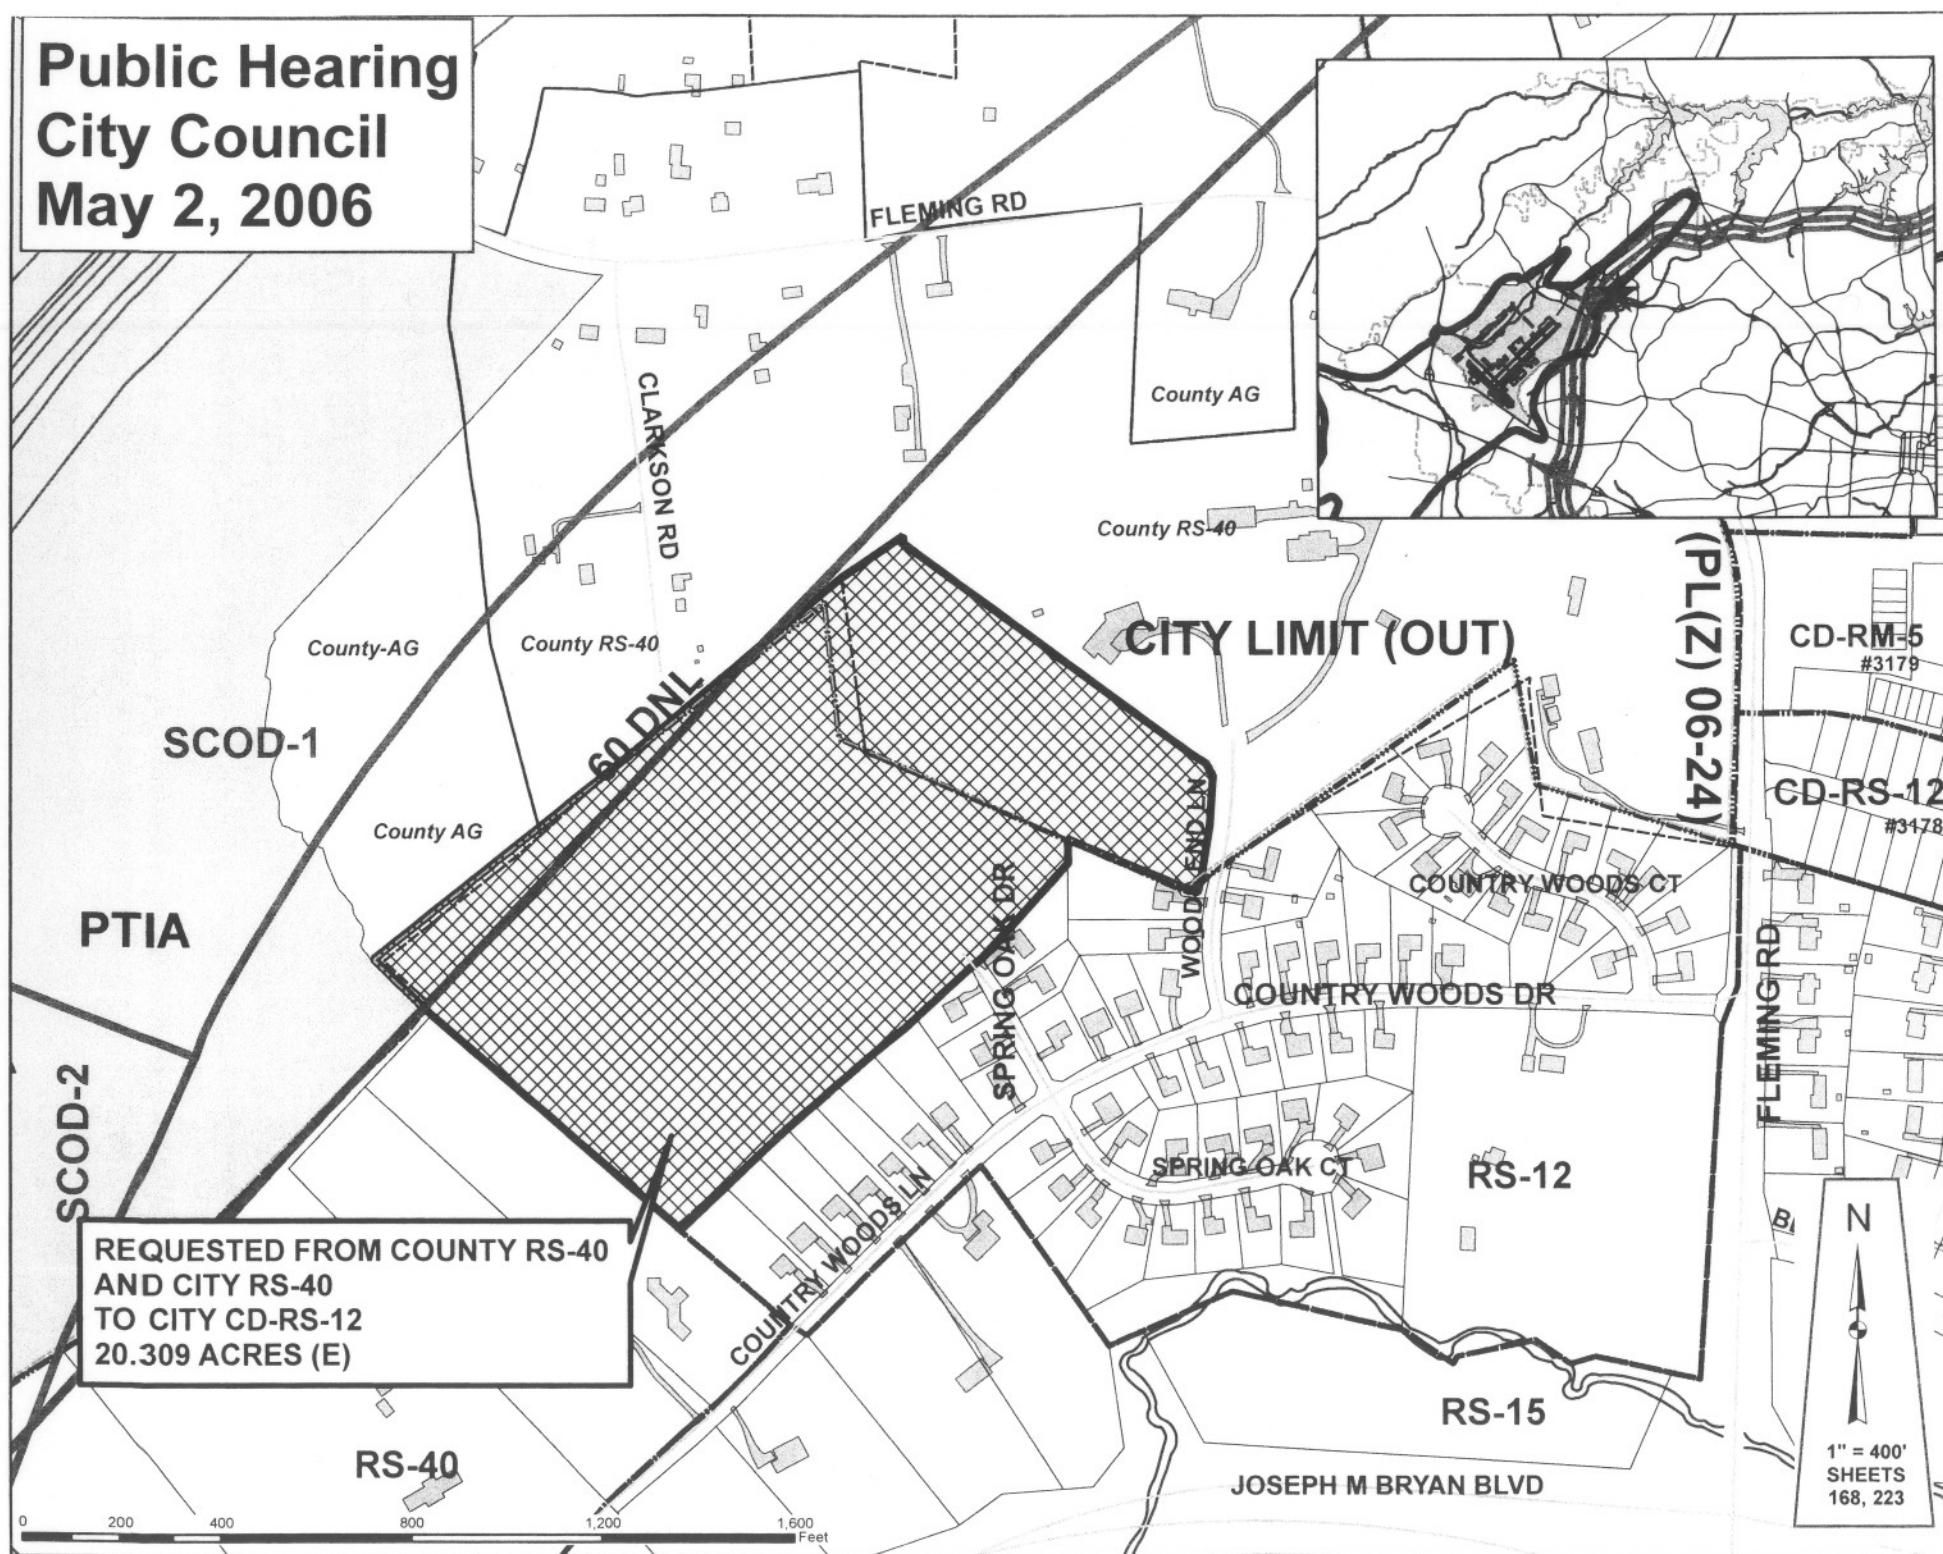 Public Hearing
City Council
May 2, 2006
FLEMING RD
CLARKSON RD
County AG
County RS-40
(PL(Z) 06-24)
CITY LIMIT (OUT)
CD-RM-5
#3179
County-AG
County RS-40
60 DNL
SCOD-1
CD-RS-12
#3178
County AG
WOODS END LN
SPRING OAK DR
COUNTRY WOODS CT
PTIA
FLEMING RD
COUNTRY WOODS DR
SCOD-2
SPRING OAK CT
RS-12
COUNTRY WOODS LN
REQUESTED FROM COUNTY RS-40
AND CITY RS-40
TO CITY CD-RS-12
20.309 ACRES (E)
N
RS-15
RS-40
JOSEPH M BRYAN BLVD
1" = 400'
SHEETS
168, 223
0 200 400 800 1,200 1,600
Feet